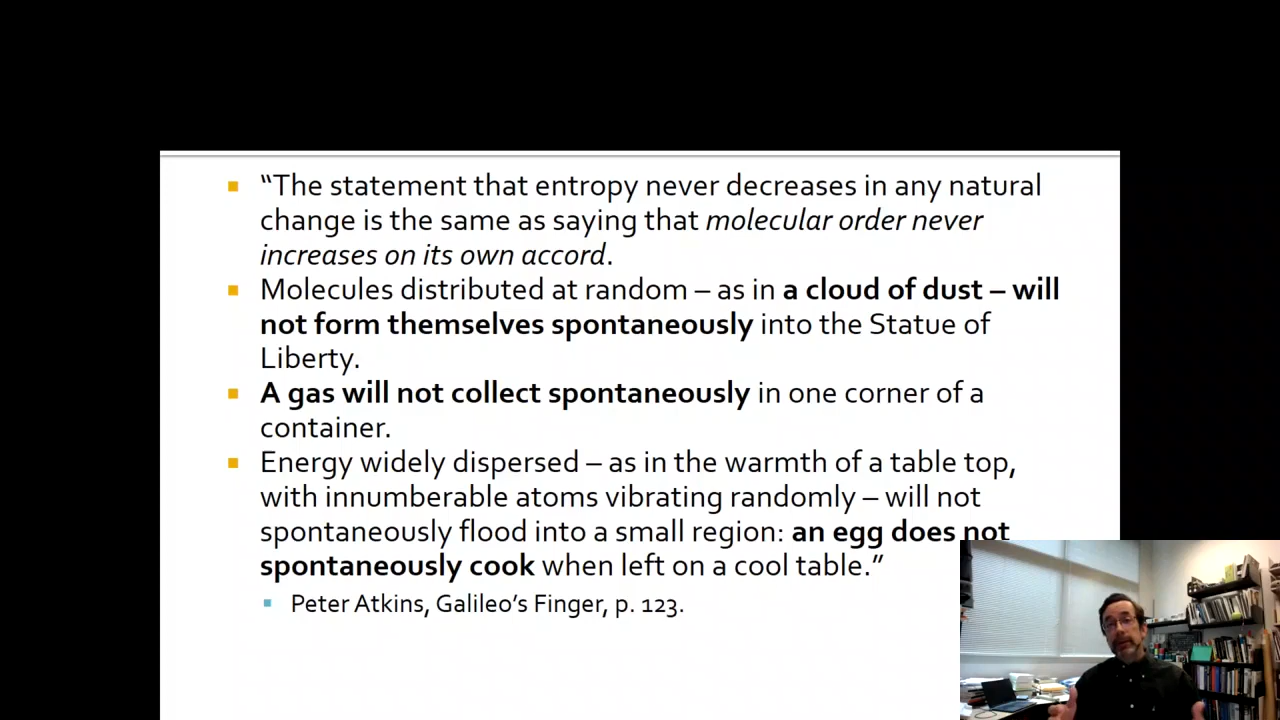 “The statement that entropy never decreases in any natural
change is the same as saying that molecular order never
increases on its own accord.
Molecules distributed at random – as in a cloud of dust – will
not form themselves spontaneously into the Statue of
Liberty.
A gas will not collect spontaneously in one corner of a
container.
Energy widely dispersed – as in the warmth of a table top,
with innumberable atoms vibrating randomly – will not
spontaneously flood into a small region: an egg does not
spontaneously cook when left on a cool table.”
Peter Atkins, Galileo’s Finger, p. 123.